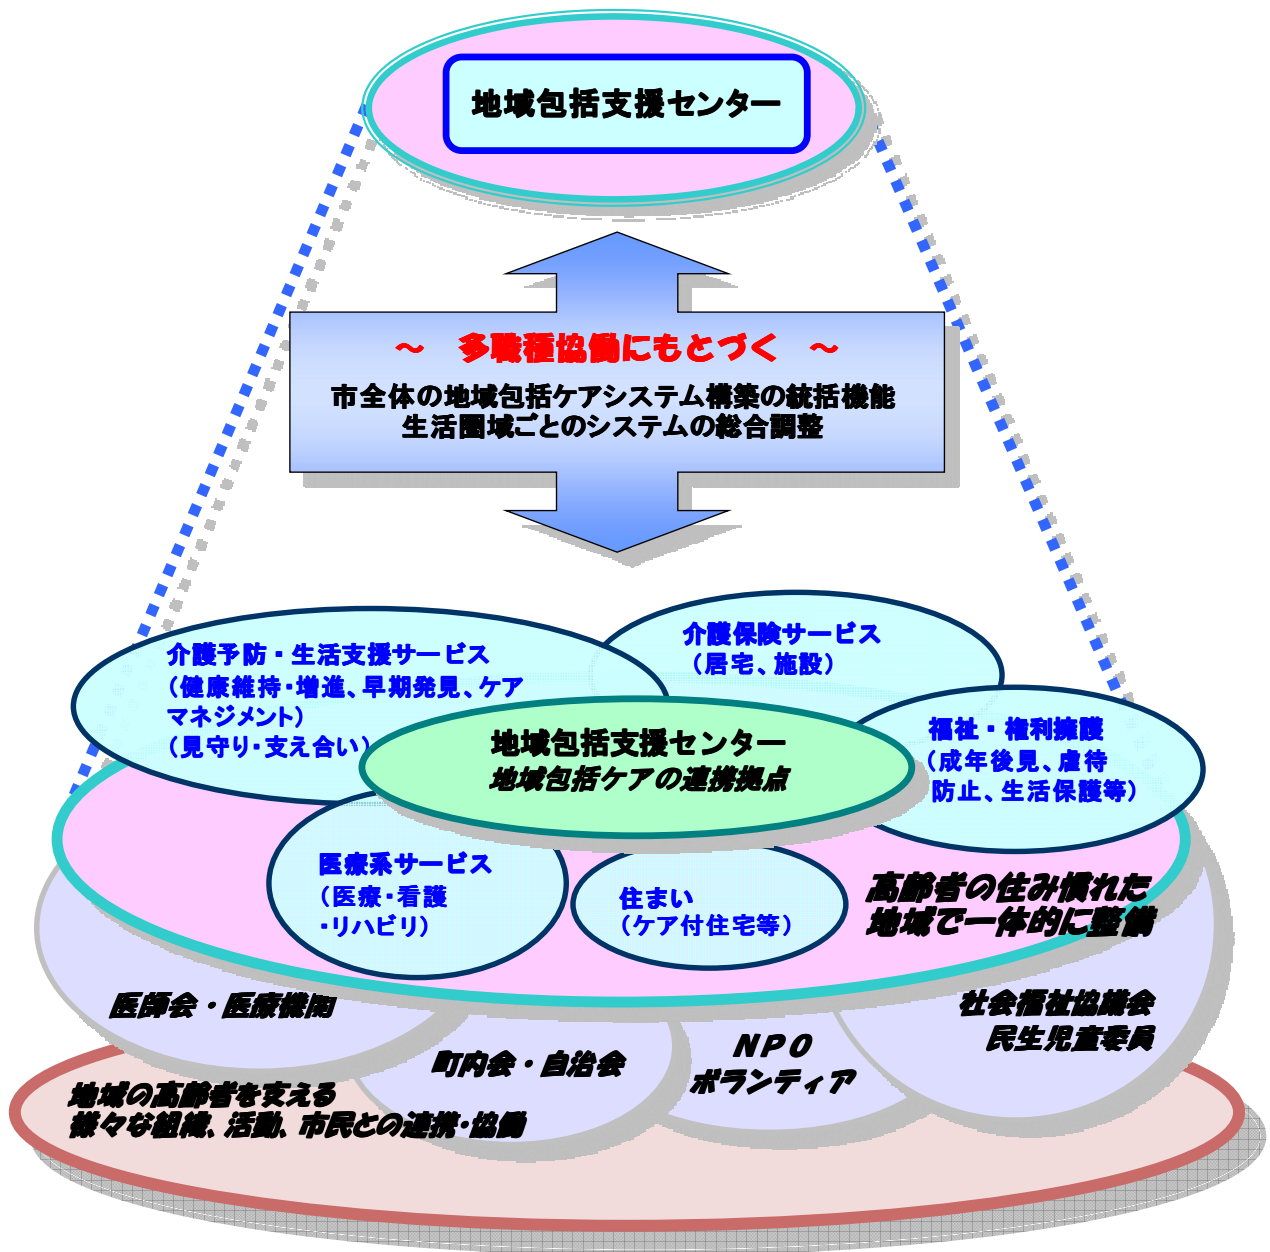 地域包括支援センター
～　多職種協働にもとづく　～
市全体の地域包括ケアシステム構築の統括機能
生活圏域ごとのシステムの総合調整
介護予防・生活支援サービス
（健康維持・増進、早期発見、ケア
マネジメント）
（見守り・支え合い）
介護保険サービス
（居宅、施設）
地域包括支援センター
地域包括ケアの連携拠点
福祉・権利擁護
（成年後見、虐待
防止、生活保護等）
医療系サービス
（医療・看護
・リハビリ）
住まい
（ケア付住宅等）
高齢者の住み慣れた
地域で一体的に整備
医師会・医療機関
町内会・自治会
ＮＰＯ
ボランティア
社会福祉協議会
民生児童委員
地域の高齢者を支える
様々な組織、活動、市民との連携・協働